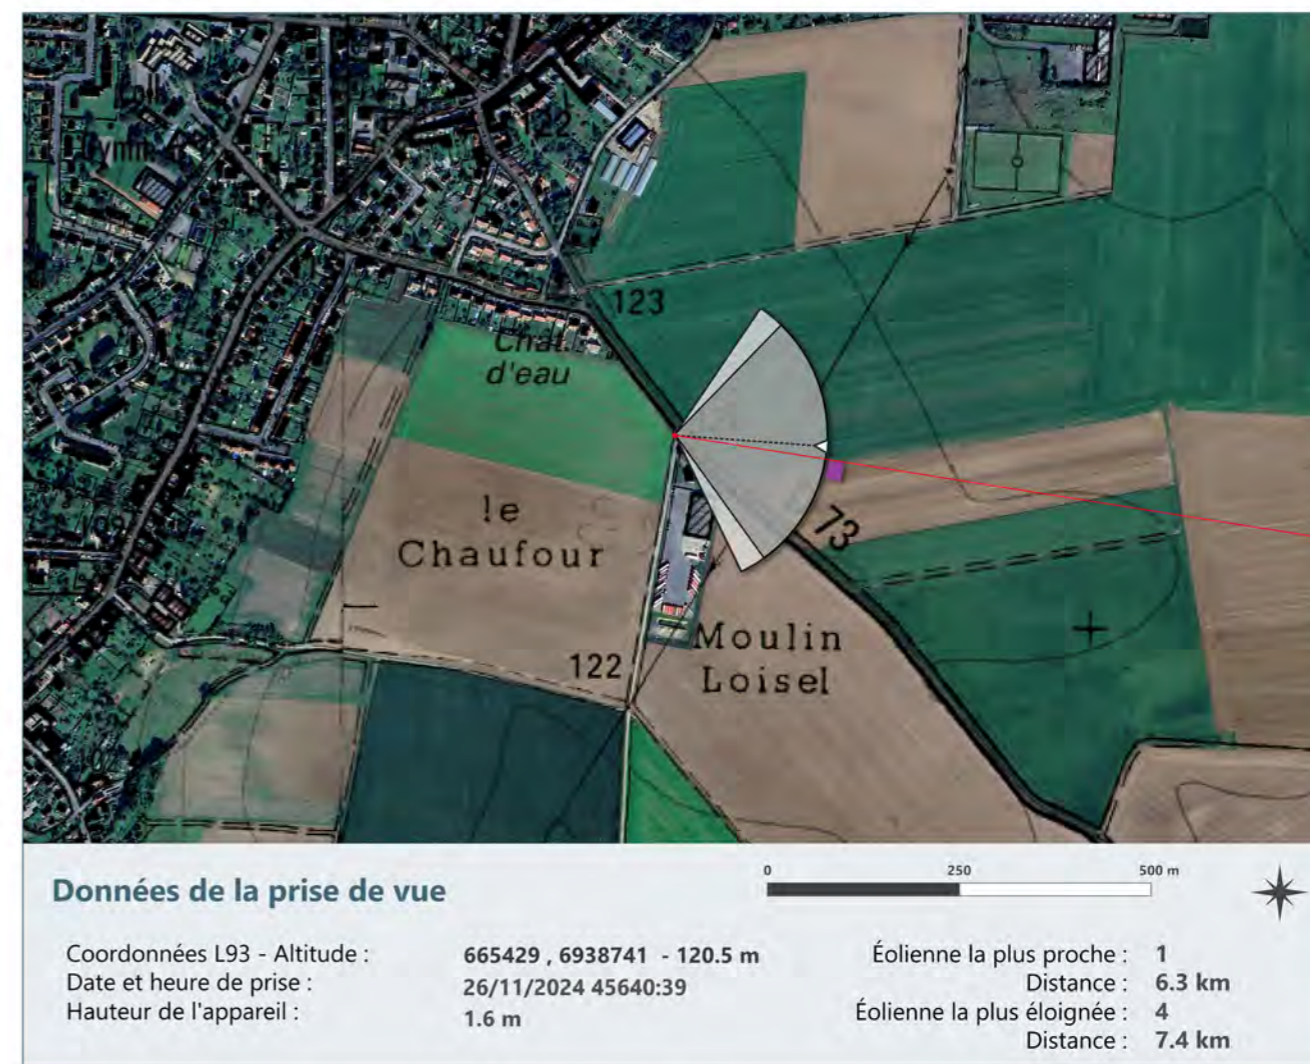 22
123
Chat.
d'eau
le
Chaufour
73
Moulin
Loisel
122
Données de la prise de vue
0 250 500 m
Coordonnées L93 - Altitude : 665429 , 6938741 - 120.5 m
Date et heure de prise : 26/11/2024 45640:39
Hauteur de l'appareil : 1.6 m
Éolienne la plus proche : 1
Distance : 6.3 km
Éolienne la plus éloignée : 4
Distance : 7.4 km